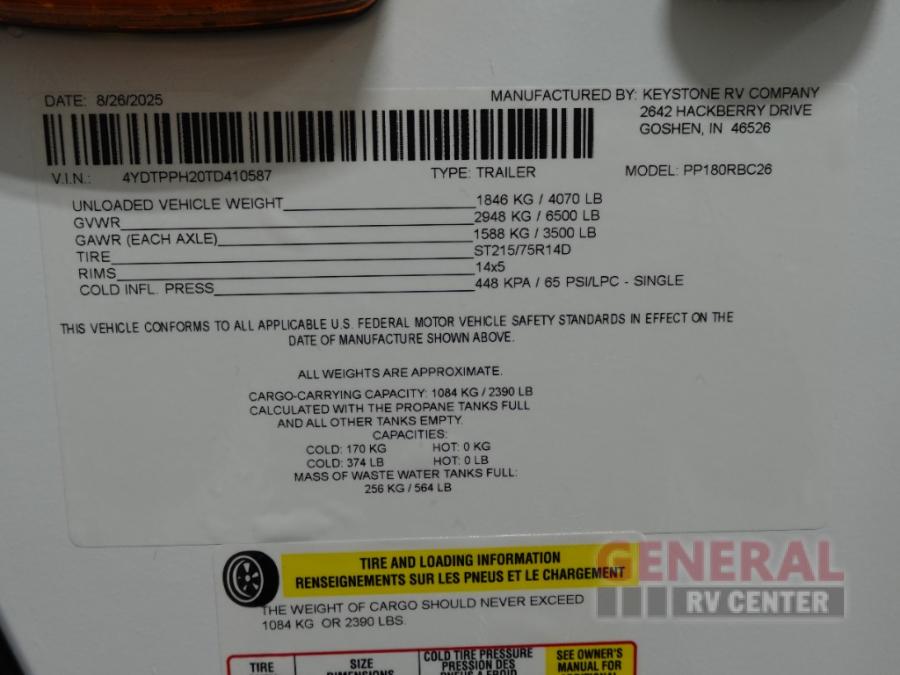 DATE: 8/26/2025
MANUFACTURED BY: KEYSTONE RV COMPANY
2642 HACKBERRY DRIVE
GOSHEN, IN 46526
V.I.N.: 4YDTPPH20TD410587 TYPE: TRAILER MODEL: PP180RBC26
UNLOADED VEHICLE WEIGHT 1846 KG / 4070 LB
GVWR 2948 KG / 6500 LB
GAWR (EACH AXLE) 1588 KG / 3500 LB
TIRE ST215/75R14D
RIMS 14x5
COLD INFL. PRESS 448 KPA / 65 PSI/LPC - SINGLE
THIS VEHICLE CONFORMS TO ALL APPLICABLE U.S. FEDERAL MOTOR VEHICLE SAFETY STANDARDS IN EFFECT ON THE
DATE OF MANUFACTURE SHOWN ABOVE.
ALL WEIGHTS ARE APPROXIMATE.
CARGO-CARRYING CAPACITY: 1084 KG / 2390 LB
CALCULATED WITH THE PROPANE TANKS FULL
AND ALL OTHER TANKS EMPTY.
CAPACITIES:
COLD: 170 KG HOT: 0 KG
COLD: 374 LB HOT: 0 LB
MASS OF WASTE WATER TANKS FULL:
256 KG / 564 LB
TIRE AND LOADING INFORMATION
RENSEIGNEMENTS SUR LES PNEUS ET LE CHARGEMENT
THE WEIGHT OF CARGO SHOULD NEVER EXCEED
1084 KG OR 2390 LBS.
GENERAL
RV CENTER
TIRE SIZE COLD TIRE PRESSURE SEE OWNER'S
PRESSION DES MANUAL FOR